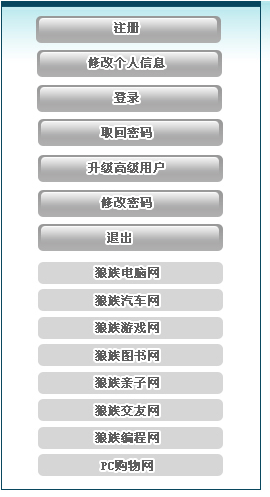 注册
修改个人信息
登录
取回密码
升级高级用户
修改密码
退出
狼族电脑网
狼族汽车网
狼族游戏网
狼族图书网
狼族亲子网
狼族交友网
狼族编程网
PC购物网